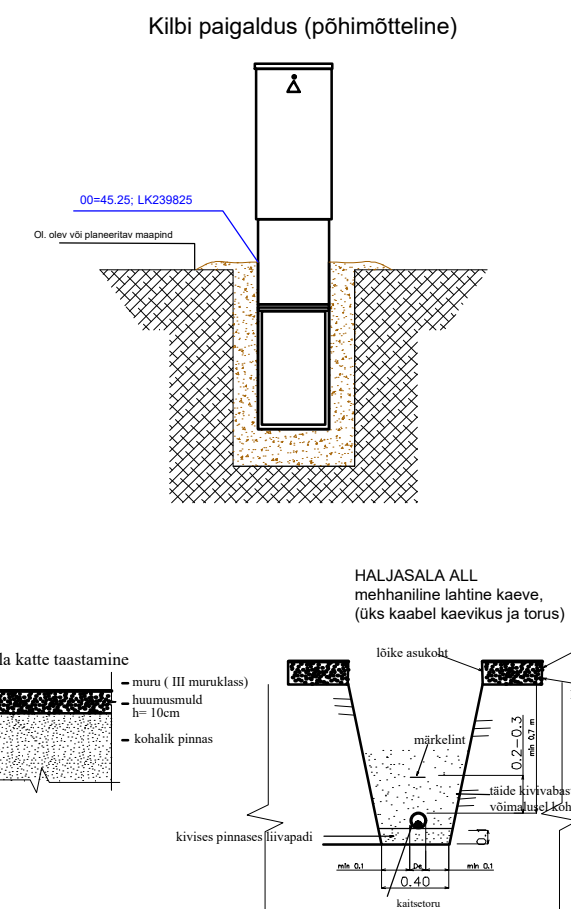 Kilbi paigaldus (põhimõtteline)
00=45.25; LK239825
Ol. olev või planeeritav maapind
HALJASALA ALL
mehhaniline lahtine kaeve,
(üks kaabel kaevikus ja torus)
la katte taastamine
muru ( III muruklass)
huumusmuld
h= 10cm
kohalik pinnas
lõike asukoht
märkelint
0.2-0.3
min 0,7 m
täide kivivabas
võimalusel koh
kivises pinnases liivapadi
0.1
min 0.1
De
min 0.1
0.40
kaitsetoru